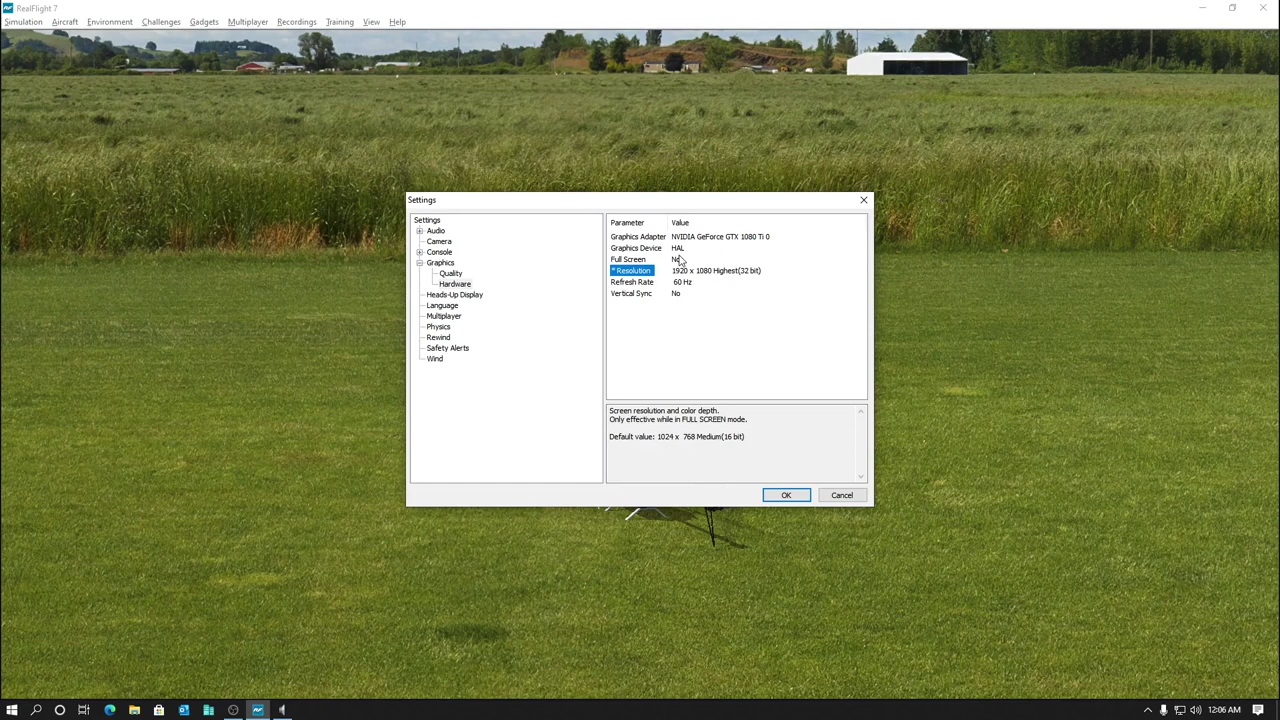 RealFlight 7
Simulation Aircraft Environment Challenges Gadgets Multiplayer Recordings Training View Help
Settings
Settings
Audio
Camera
Console
Graphics
Quality
Hardware
Heads-Up Display
Language
Multiplayer
Physics
Rewind
Safety Alerts
Wind
Parameter Value
Graphics Adapter NVIDIA GeForce GTX 1080 Ti 0
Graphics Device HAL
Full Screen No
* Resolution 1920 x 1080 Highest(32 bit)
Refresh Rate 60 Hz
Vertical Sync No
Screen resolution and color depth.
Only effective while in FULL SCREEN mode.
Default value: 1024 x 768 Medium(16 bit)
OK Cancel
12:06 AM